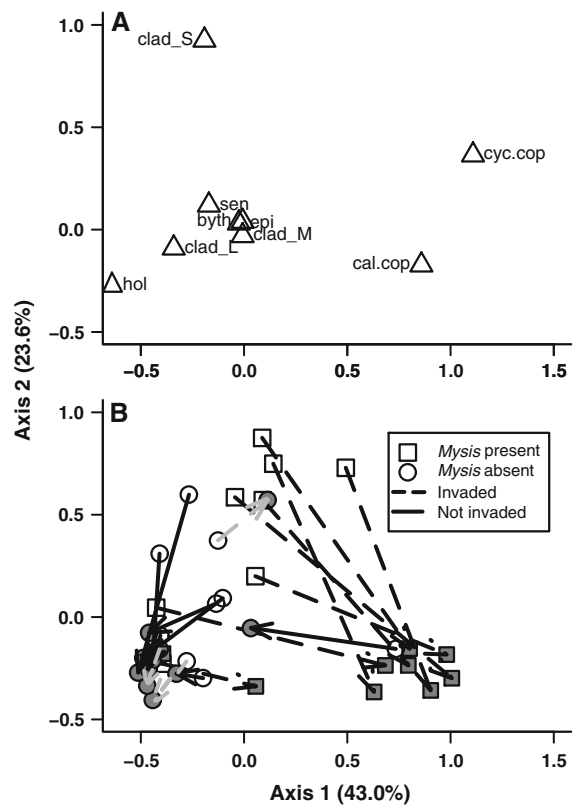 A
1.0
0.5
0.0
−0.5
clad_S
cyc.cop
sen
byth
epi
clad_M
clad_L
cal.cop
hol
−0.5
0.0
0.5
1.0
1.5
Axis 2 (23.6%)
B
1.0
0.5
0.0
−0.5
Mysis present
Mysis absent
Invaded
Not invaded
−0.5
0.0
0.5
1.0
1.5
Axis 1 (43.0%)